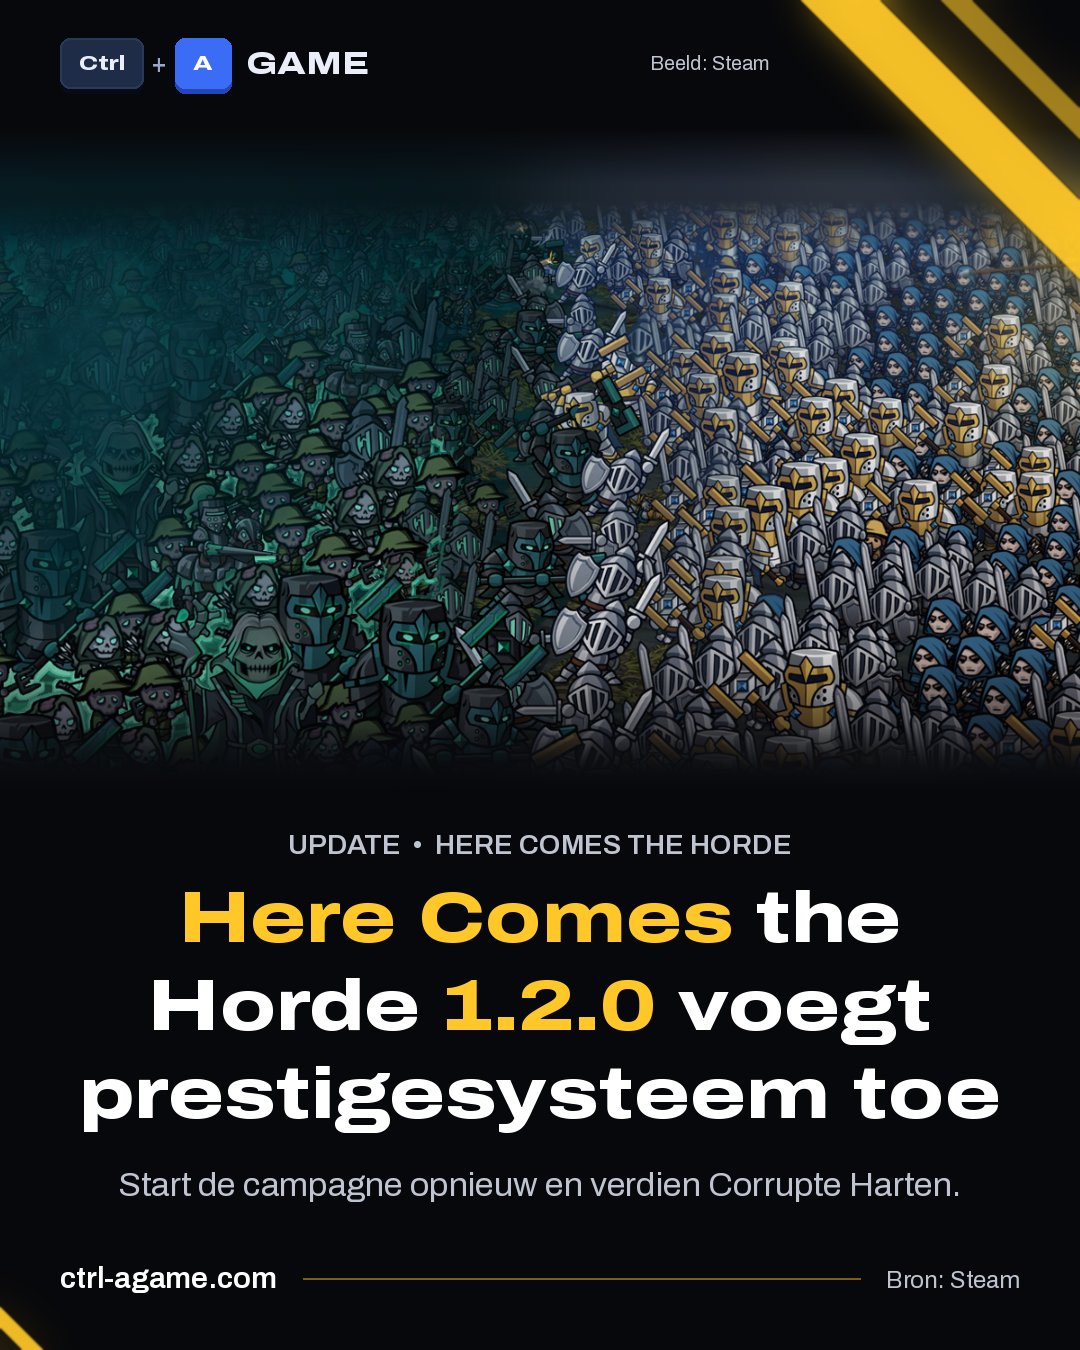 Ctrl + A GAME
Beeld: Steam
UPDATE • HERE COMES THE HORDE
Here Comes the
Horde 1.2.0 voegt
prestigesysteem toe
Start de campagne opnieuw en verdien Corrupte Harten.
ctrl-agame.com
Bron: Steam